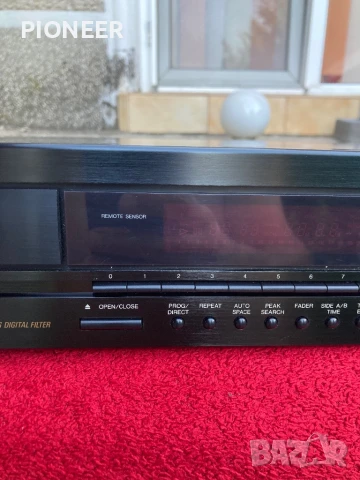 PIONEER
REMOTE SENSOR
0 1 2 3 4 5 6 7
OPEN/CLOSE
PROG/ REPEAT AUTO PEAK FADER SIDE A/B
DIRECT SPACE SEARCH TIME
DIGITAL FILTER
BAZAR